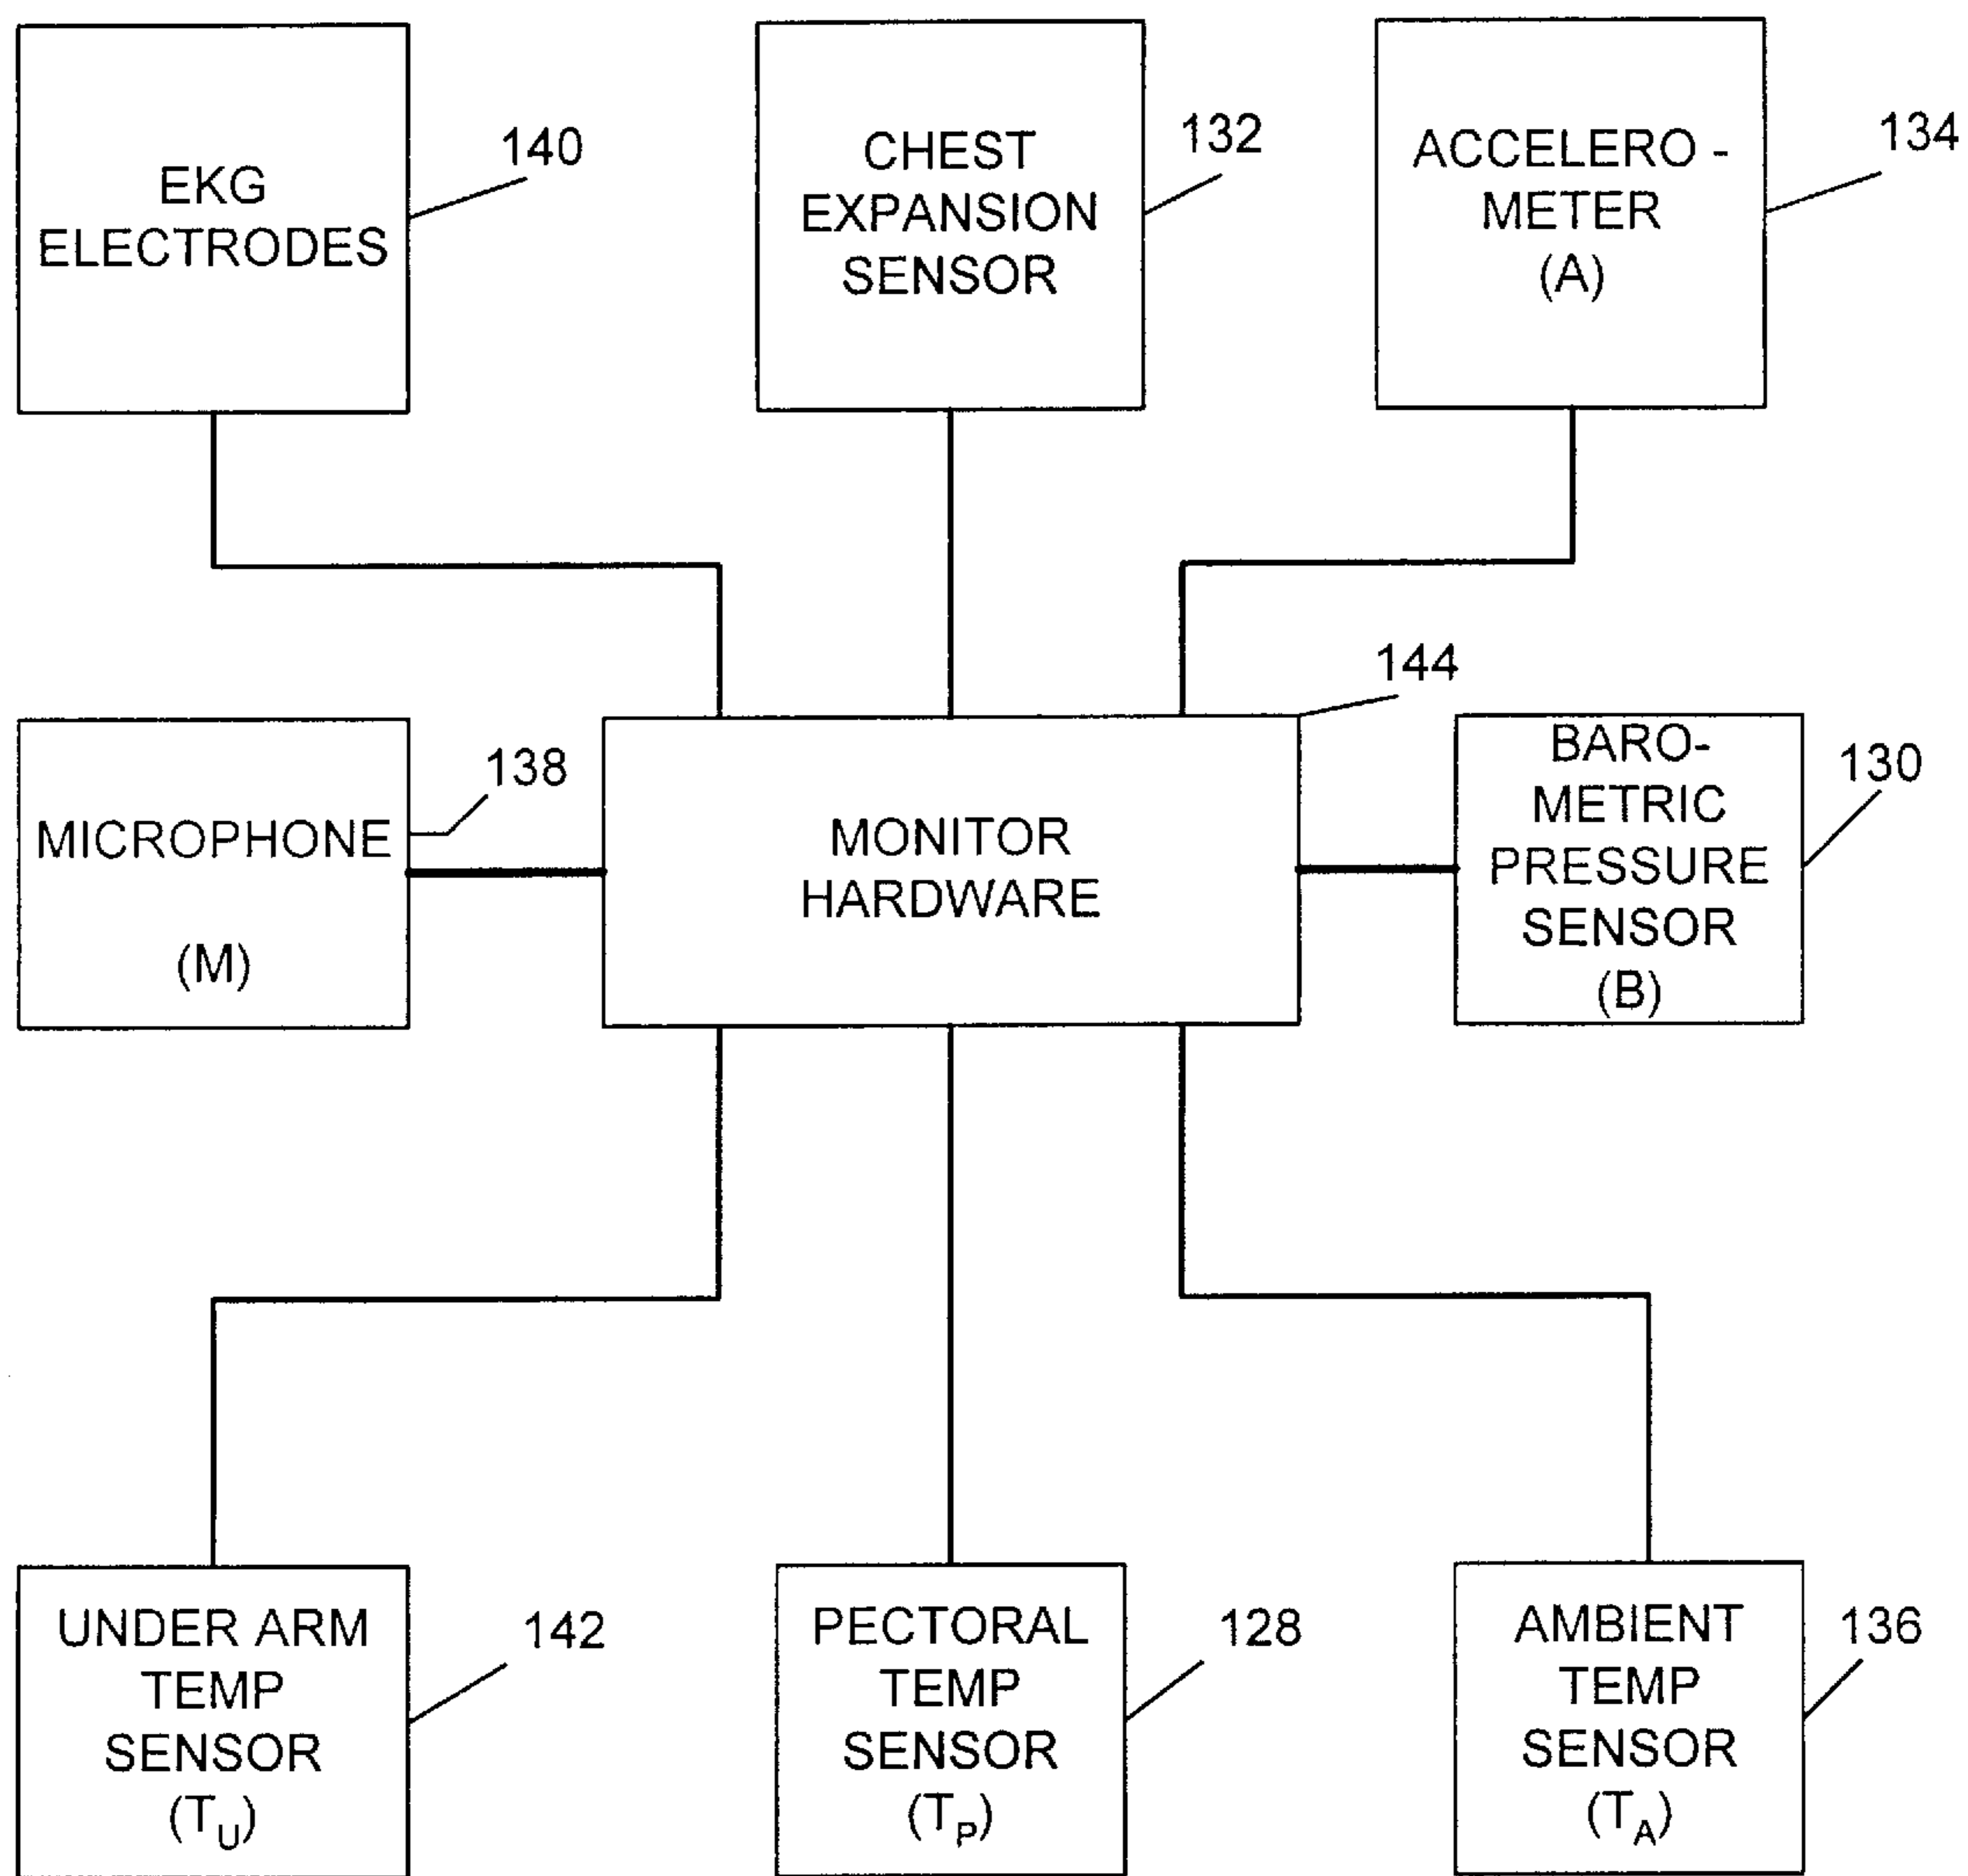 EKG
ELECTRODES
140
CHEST
EXPANSION
SENSOR
132
ACCELERO -
METER
(A)
134
MICROPHONE
(M)
138
MONITOR
HARDWARE
144
BARO-
METRIC
PRESSURE
SENSOR
(B)
130
UNDER ARM
TEMP
SENSOR
(TU)
142
PECTORAL
TEMP
SENSOR
(TP)
128
AMBIENT
TEMP
SENSOR
(TA)
136